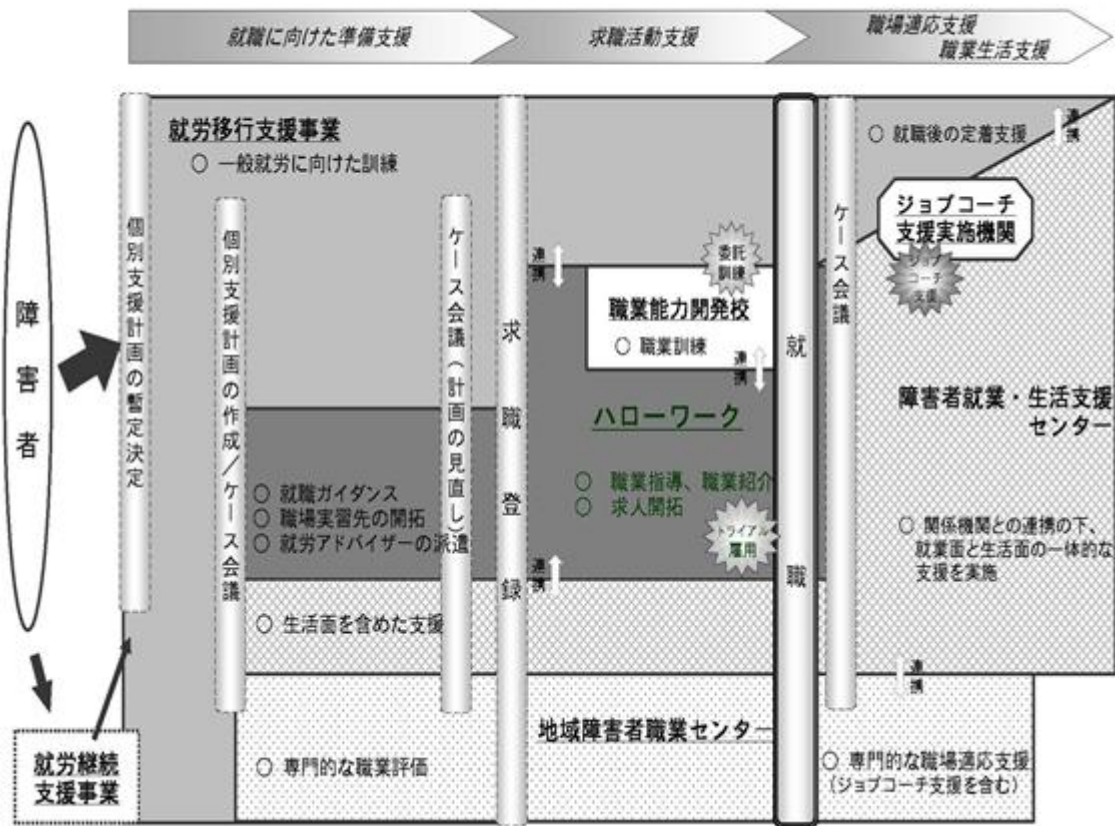 就職に向けた準備支援
求職活動支援
職場適応支援
職業生活支援
障害者
就労継続
支援事業
個別支援計画の暫定決定
就労移行支援事業
○ 一般就労に向けた訓練
個別支援計画の作成／ケース会議
ケース会議(計画の見直し)
○ 就職ガイダンス
○ 職場実習先の開拓
○ 就労アドバイザーの派遣
○ 生活面を含めた支援
○ 専門的な職業評価
求職登録
連携
委託
訓練
職業能力開発校
○ 職業訓練
連携
ハローワーク
○ 職業指導、職業紹介
○ 求人開拓
トライアル
雇用
連携
地域障害者職業センター
就職
ケース会議
○ 就職後の定着支援
連携
ジョブコーチ
支援実施機関
ジョブ
コーチ
支援
障害者就業・生活支援
センター
○ 関係機関との連携の下、
就業面と生活面の一体的な
支援を実施
連携
○ 専門的な職場適応支援
(ジョブコーチ支援を含む)